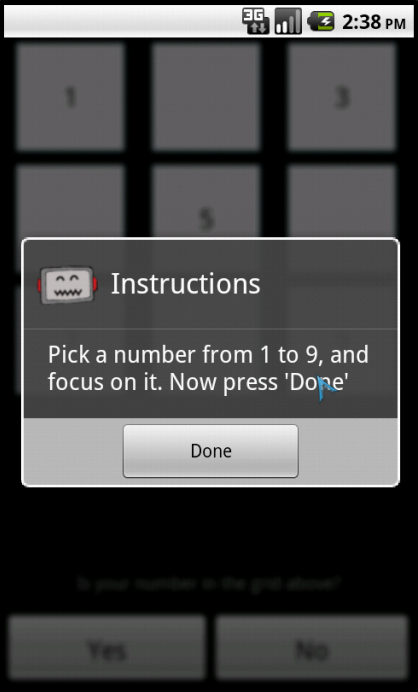 3G 2:38 PM
1 3
5
Instructions
Pick a number from 1 to 9, and
focus on it. Now press 'Done'
Done
Is your number in the grid above?
Yes No